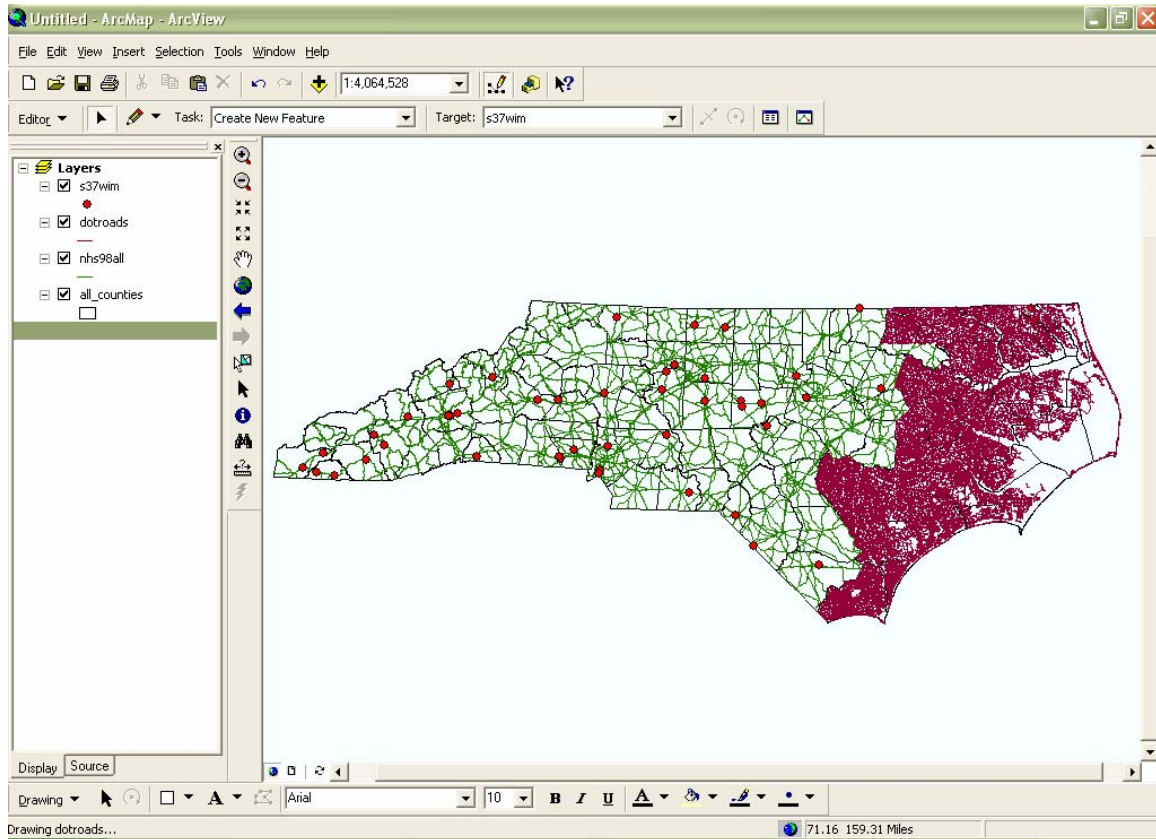 Untitled - ArcMap - ArcView
File Edit View Insert Selection Tools Window Help
1:4,064,528
Editor Task: Create New Feature Target: s37wim
Layers
s37wim
dotroads
nhs98all
all_counties
Display Source
Drawing A Arial 10 B I U A
Drawing dotroads... 71.16 159.31 Miles